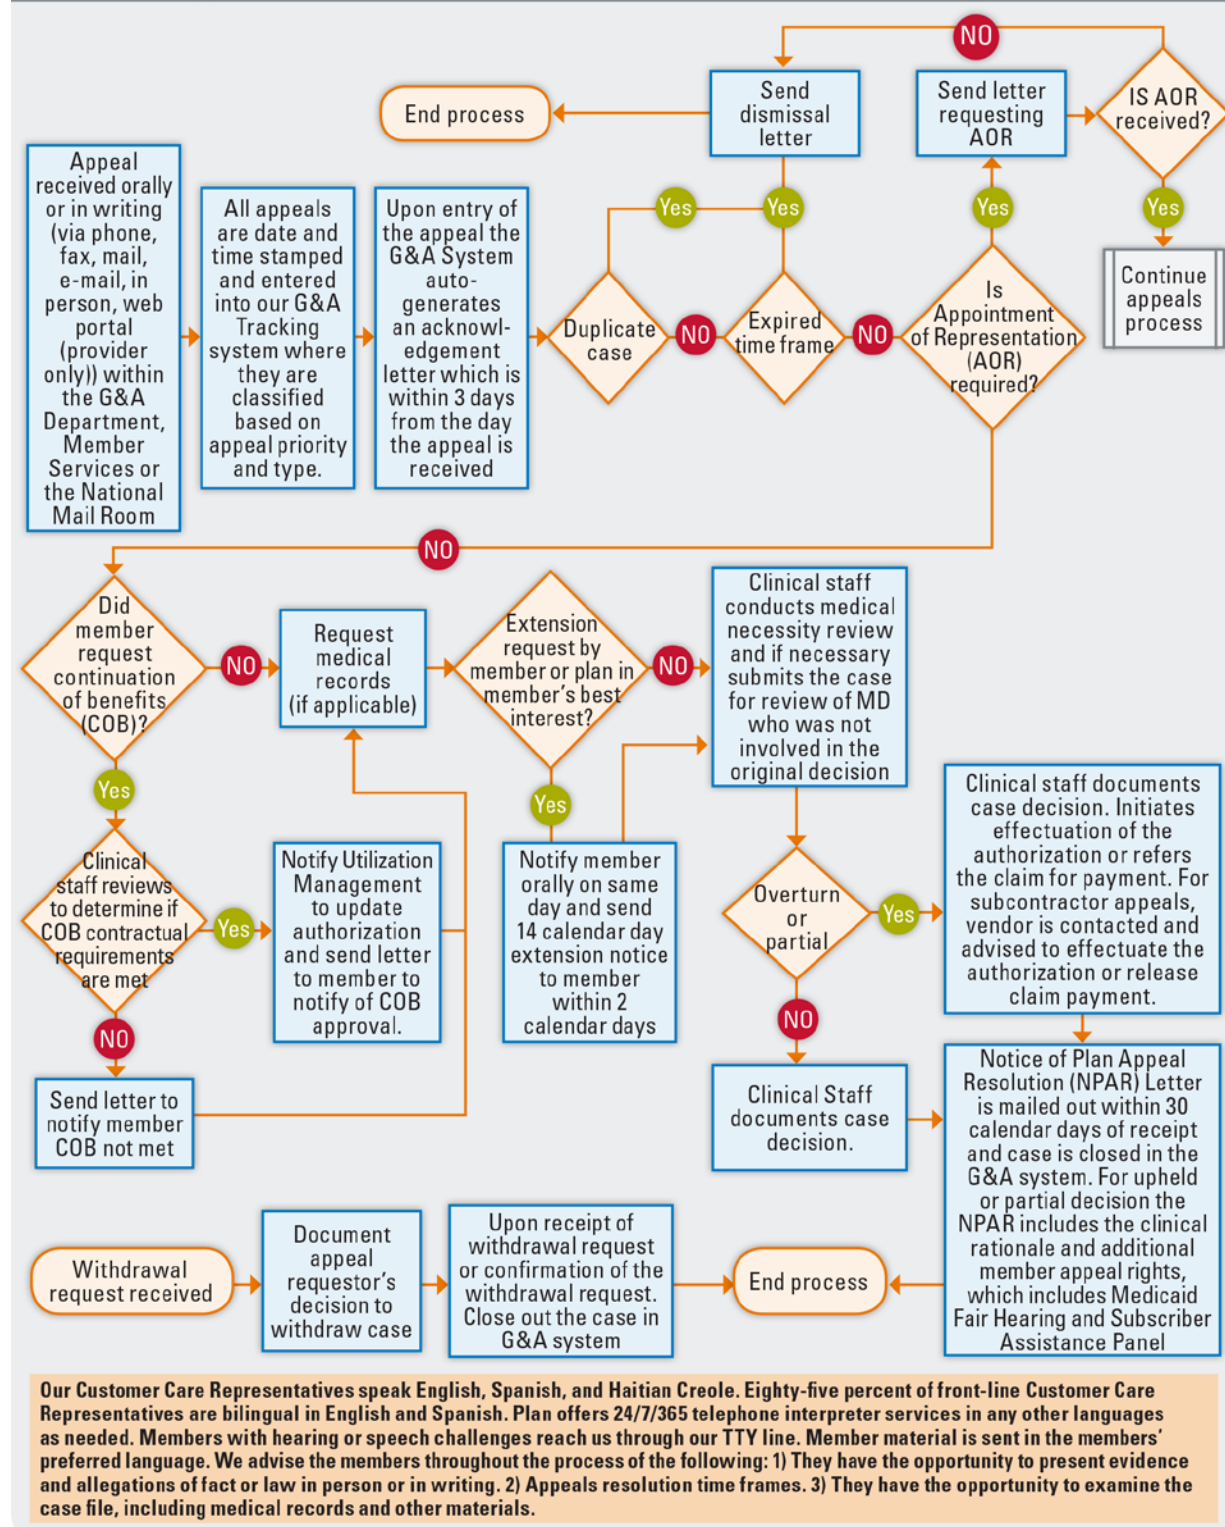 NO
End process
Send
dismissal
letter
Send letter
requesting
AOR
IS AOR
received?
Yes
Yes
Yes
Yes
Appeal
received orally
or in writing
(via phone,
fax, mail,
e-mail, in
person, web
portal
(provider
only)) within
the G&A
Department,
Member
Services or
the National
Mail Room
All appeals
are date and
time stamped
and entered
into our G&A
Tracking
system where
they are
classified
based on
appeal priority
and type.
Upon entry of
the appeal the
G&A System
auto-
generates
an acknowl-
edgement
letter which is
within 3 days
from the day
the appeal is
received
Duplicate
case
NO
Expired
time frame
NO
Is
Appointment
of Representation
(AOR)
required?
Continue
appeals
process
NO
Did
member
request
continuation
of benefits
(COB)?
NO
Request
medical
records
(if applicable)
Extension
request by
member or plan in
member's best
interest?
NO
Clinical staff
conducts medical
necessity review
and if necessary
submits the case
for review of MD
who was not
involved in the
original decision
Yes
Yes
Clinical
staff reviews
to determine if
COB contractual
requirements
are met
Yes
Notify Utilization
Management
to update
authorization
and send letter
to member to
notify of COB
approval.
Notify member
orally on same
day and send
14 calendar day
extension notice
to member
within 2
calendar days
Overturn
or
partial
Yes
Clinical staff documents
case decision. Initiates
effectuation of the
authorization or refers
the claim for payment. For
subcontractor appeals,
vendor is contacted and
advised to effectuate the
authorization or release
claim payment.
NO
NO
Send letter to
notify member
COB not met
Clinical Staff
documents case
decision.
Notice of Plan Appeal
Resolution (NPAR) Letter
is mailed out within 30
calendar days of receipt
and case is closed in the
G&A system. For upheld
or partial decision the
NPAR includes the clinical
rationale and additional
member appeal rights,
which includes Medicaid
Fair Hearing and Subscriber
Assistance Panel
Withdrawal
request received
Document
appeal
requestor's
decision to
withdraw case
Upon receipt of
withdrawal request
or confirmation of the
withdrawal request.
Close out the case in
G&A system
End process
Our Customer Care Representatives speak English, Spanish, and Haitian Creole. Eighty-five percent of front-line Customer Care
Representatives are bilingual in English and Spanish. Plan offers 24/7/365 telephone interpreter services in any other languages
as needed. Members with hearing or speech challenges reach us through our TTY line. Member material is sent in the members'
preferred language. We advise the members throughout the process of the following: 1) They have the opportunity to present evidence
and allegations of fact or law in person or in writing. 2) Appeals resolution time frames. 3) They have the opportunity to examine the
case file, including medical records and other materials.